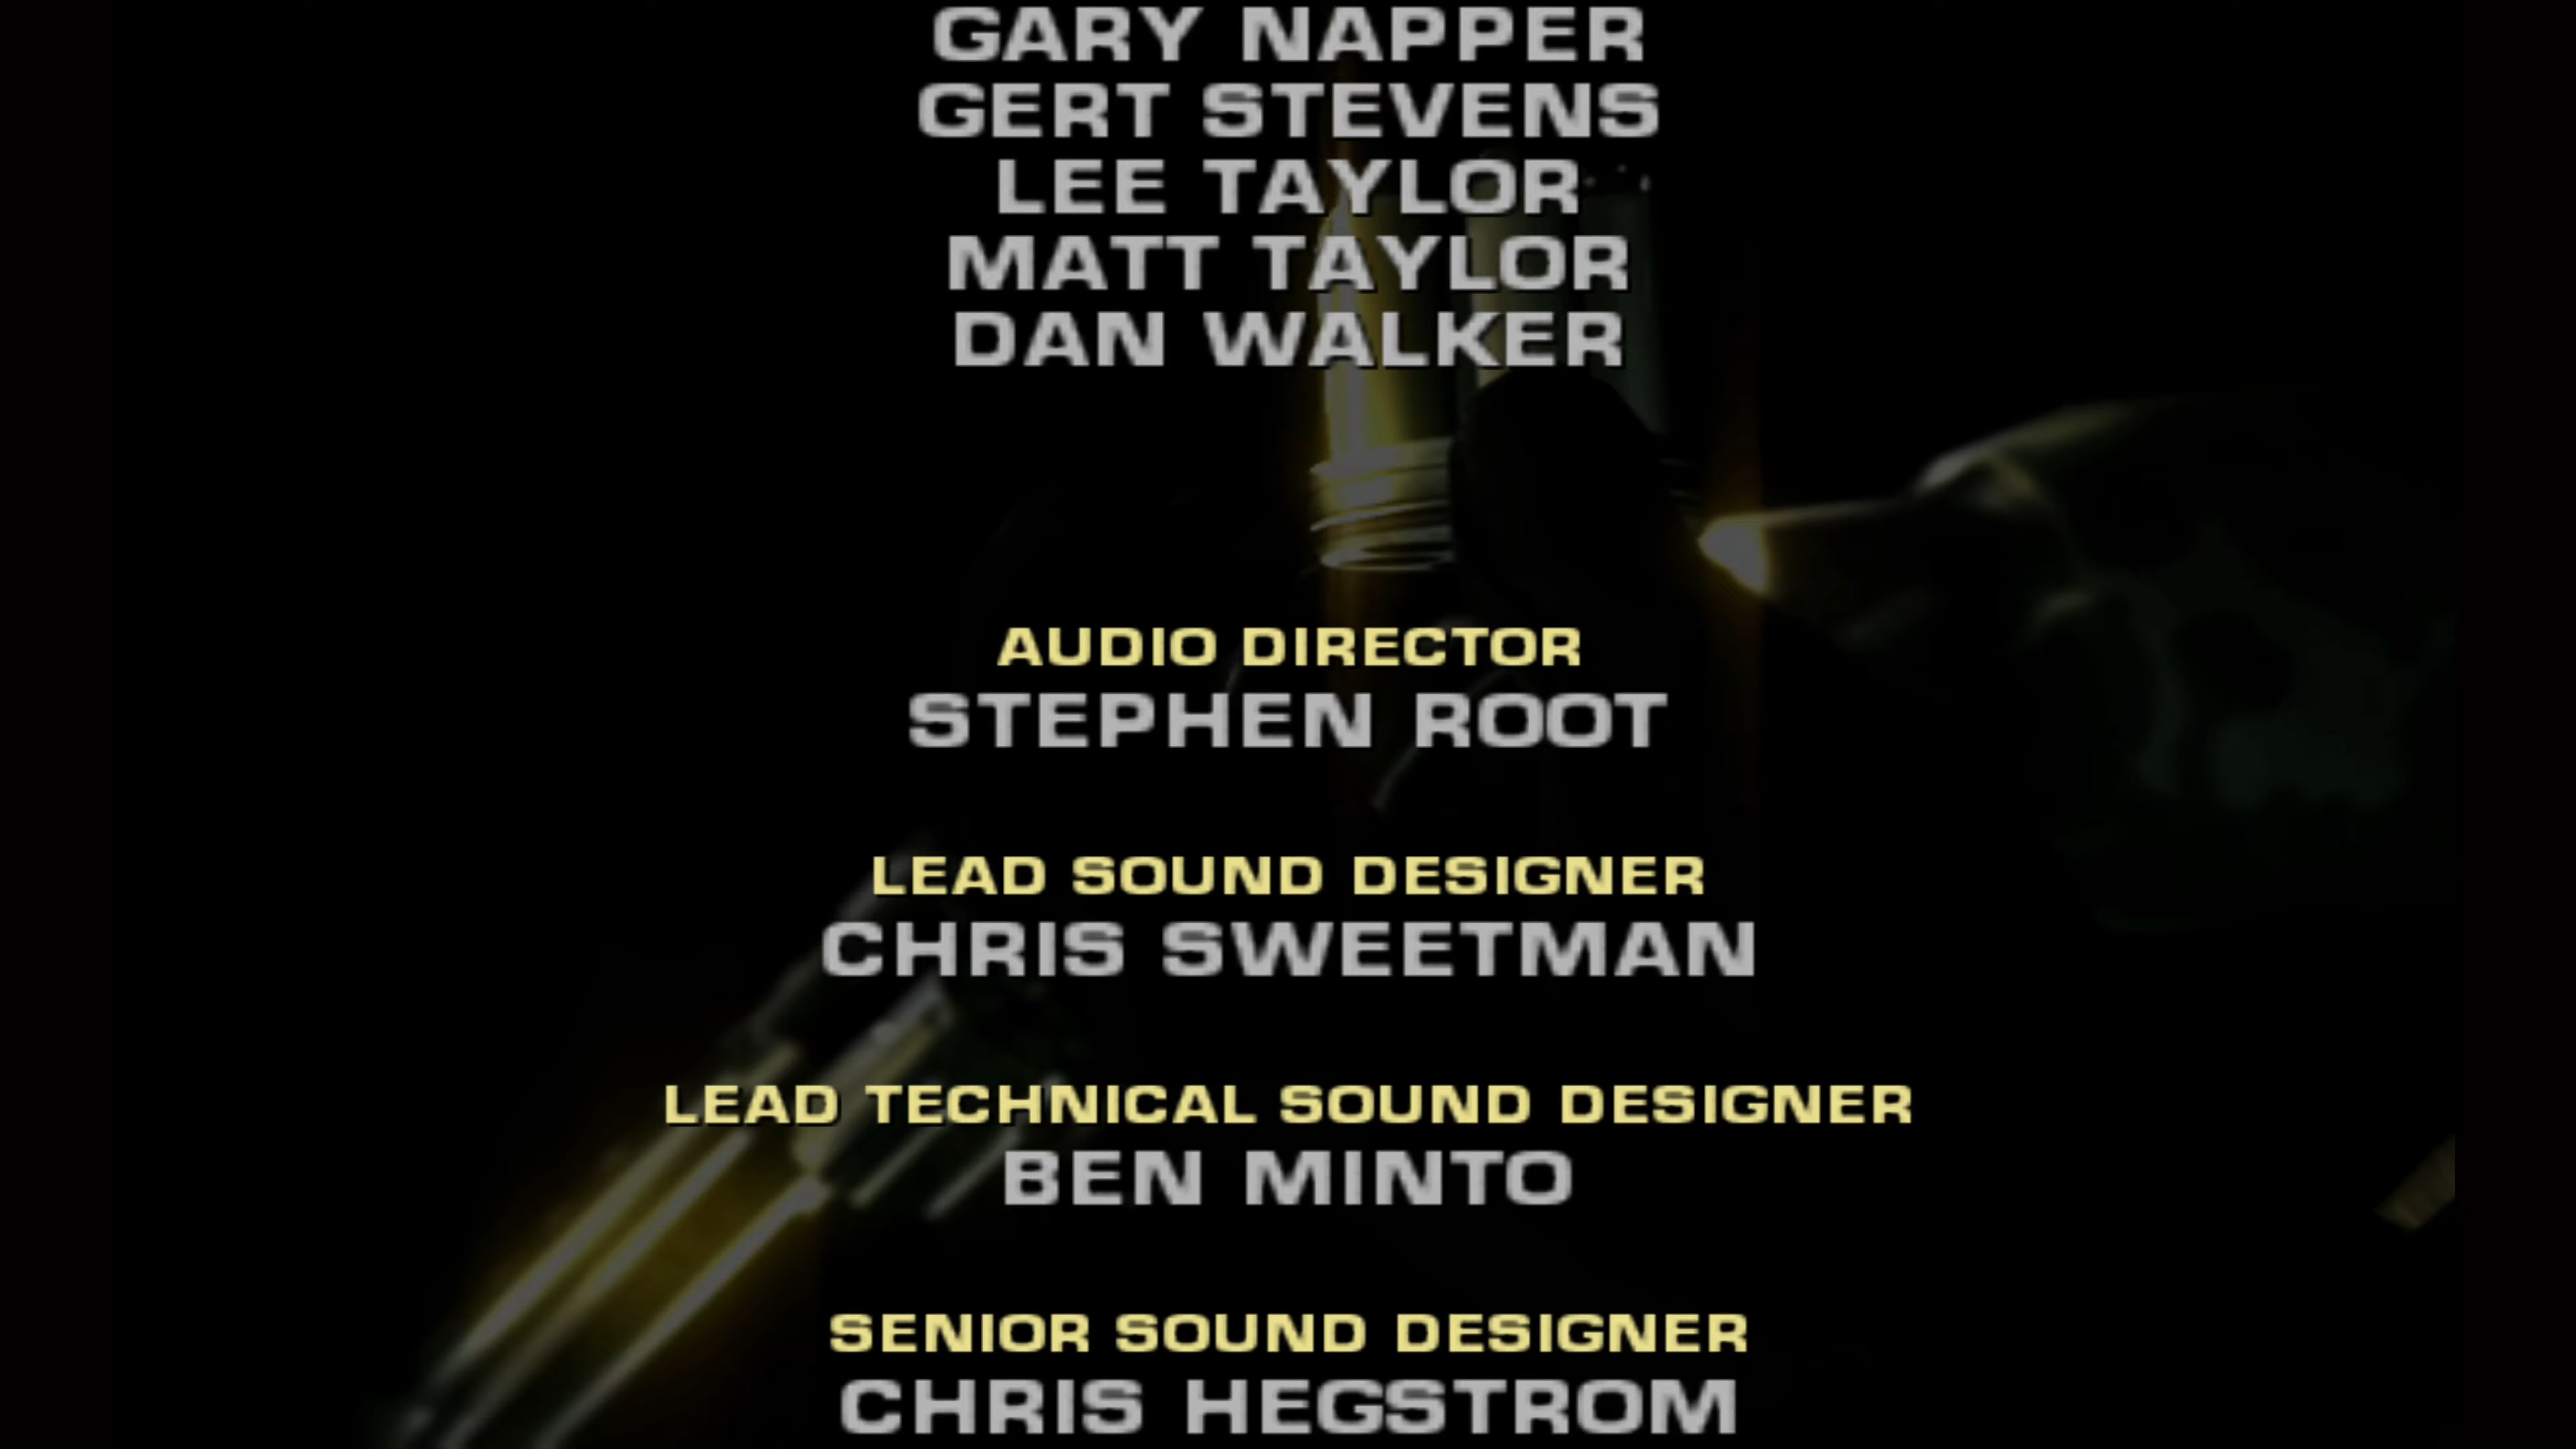 GARY NAPPER
GERT STEVENS
LEE TAYLOR
MATT TAYLOR
DAN WALKER
AUDIO DIRECTOR
STEPHEN ROOT
LEAD SOUND DESIGNER
CHRIS SWEETMAN
LEAD TECHNICAL SOUND DESIGNER
BEN MINTO
SENIOR SOUND DESIGNER
CHRIS HEGSTROM